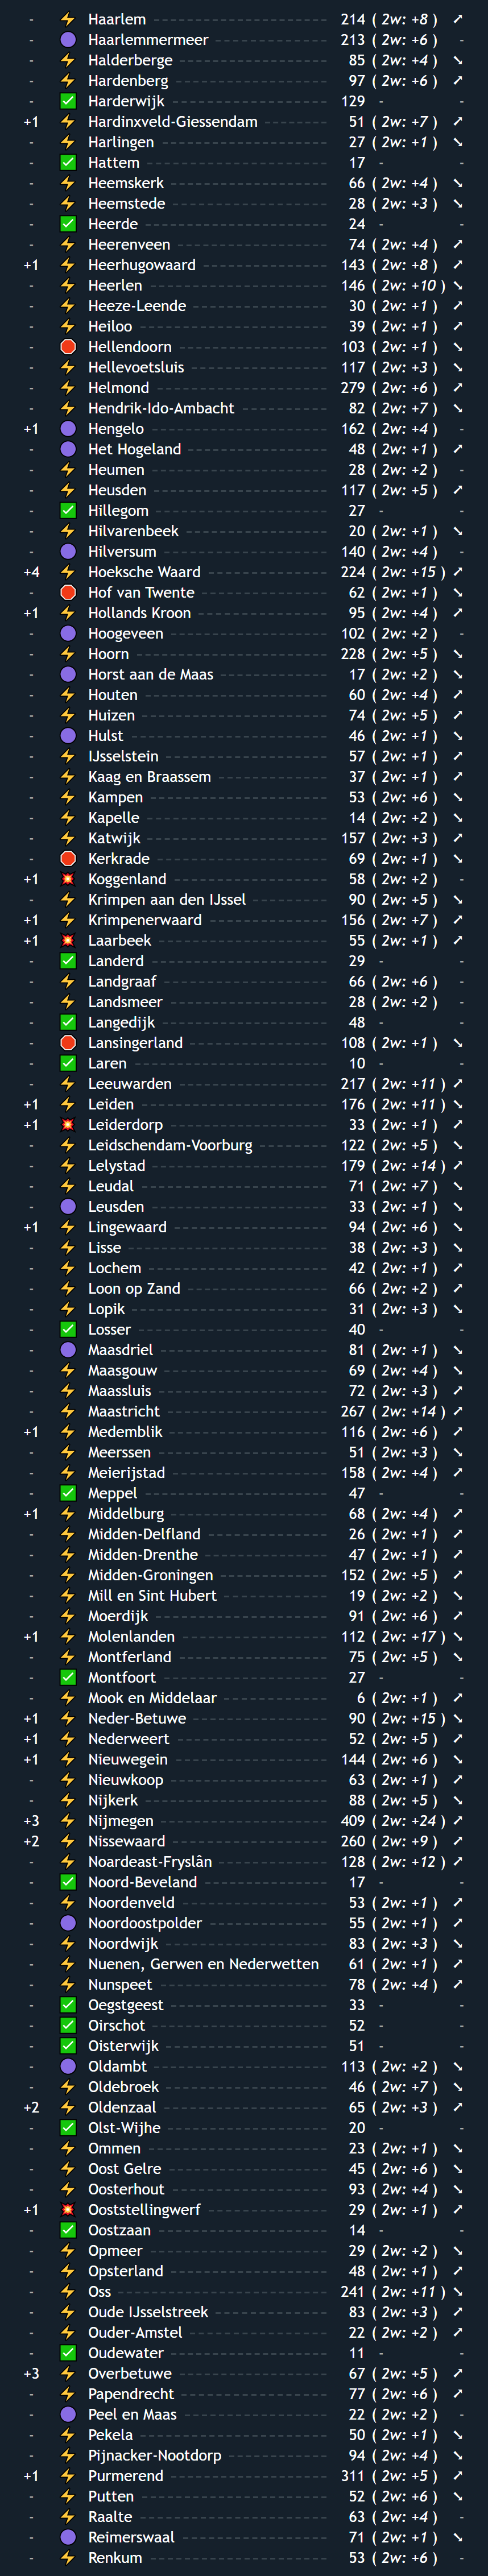 - ⚡ Haarlem 214 ( 2w: +8 ) ↗
- 🟣 Haarlemmermeer 213 ( 2w: +6 ) -
- ⚡ Halderberge 85 ( 2w: +4 ) ↘
- ⚡ Hardenberg 97 ( 2w: +6 ) ↗
- ✅ Harderwijk 129 - -
+1 ⚡ Hardinxveld-Giessendam 51 ( 2w: +7 ) ↗
- ⚡ Harlingen 27 ( 2w: +1 ) ↘
- ✅ Hattem 17 - -
- ⚡ Heemskerk 66 ( 2w: +4 ) ↘
- ⚡ Heemstede 28 ( 2w: +3 ) ↘
- ✅ Heerde 24 - -
- ⚡ Heerenveen 74 ( 2w: +4 ) ↗
+1 ⚡ Heerhugowaard 143 ( 2w: +8 ) ↗
- ⚡ Heerlen 146 ( 2w: +10 ) ↘
- ⚡ Heeze-Leende 30 ( 2w: +1 ) ↗
- ⚡ Heiloo 39 ( 2w: +1 ) ↗
- 🛑 Hellendoorn 103 ( 2w: +1 ) ↘
- ⚡ Hellevoetsluis 117 ( 2w: +3 ) ↘
- ⚡ Helmond 279 ( 2w: +6 ) ↗
- ⚡ Hendrik-Ido-Ambacht 82 ( 2w: +7 ) ↘
+1 🟣 Hengelo 162 ( 2w: +4 ) -
- 🟣 Het Hogeland 48 ( 2w: +1 ) ↗
- ⚡ Heumen 28 ( 2w: +2 ) -
- ⚡ Heusden 117 ( 2w: +5 ) ↗
- ✅ Hillegom 27 - -
- ⚡ Hilvarenbeek 20 ( 2w: +1 ) ↘
- 🟣 Hilversum 140 ( 2w: +4 ) -
+4 ⚡ Hoeksche Waard 224 ( 2w: +15 ) ↗
- 🛑 Hof van Twente 62 ( 2w: +1 ) ↘
+1 ⚡ Hollands Kroon 95 ( 2w: +4 ) ↗
- 🟣 Hoogeveen 102 ( 2w: +2 ) -
- ⚡ Hoorn 228 ( 2w: +5 ) ↘
- 🟣 Horst aan de Maas 17 ( 2w: +2 ) ↘
- ⚡ Houten 60 ( 2w: +4 ) ↗
- ⚡ Huizen 74 ( 2w: +5 ) ↗
- 🟣 Hulst 46 ( 2w: +1 ) ↘
- ⚡ IJsselstein 57 ( 2w: +1 ) ↗
- ⚡ Kaag en Braassem 37 ( 2w: +1 ) ↗
- ⚡ Kampen 53 ( 2w: +6 ) ↘
- ⚡ Kapelle 14 ( 2w: +2 ) ↘
- ⚡ Katwijk 157 ( 2w: +3 ) ↗
- 🛑 Kerkrade 69 ( 2w: +1 ) ↘
+1 💥 Koggenland 58 ( 2w: +2 ) -
- ⚡ Krimpen aan den IJssel 90 ( 2w: +5 ) ↘
+1 ⚡ Krimpenerwaard 156 ( 2w: +7 ) ↗
+1 💥 Laarbeek 55 ( 2w: +1 ) ↗
- ✅ Landerd 29 - -
- ⚡ Landgraaf 66 ( 2w: +6 ) -
- ⚡ Landsmeer 28 ( 2w: +2 ) -
- ✅ Langedijk 48 - -
- 🛑 Lansingerland 108 ( 2w: +1 ) ↘
- ✅ Laren 10 - -
- ⚡ Leeuwarden 217 ( 2w: +11 ) ↗
+1 ⚡ Leiden 176 ( 2w: +11 ) ↘
+1 💥 Leiderdorp 33 ( 2w: +1 ) ↗
- ⚡ Leidschendam-Voorburg 122 ( 2w: +5 ) ↘
- ⚡ Lelystad 179 ( 2w: +14 ) ↗
- ⚡ Leudal 71 ( 2w: +7 ) ↘
- 🟣 Leusden 33 ( 2w: +1 ) ↘
+1 ⚡ Lingewaard 94 ( 2w: +6 ) ↘
- ⚡ Lisse 38 ( 2w: +3 ) ↘
- ⚡ Lochem 42 ( 2w: +1 ) ↗
- ⚡ Loon op Zand 66 ( 2w: +2 ) ↗
- ⚡ Lopik 31 ( 2w: +3 ) ↘
- ✅ Losser 40 - -
- 🟣 Maasdriel 81 ( 2w: +1 ) ↘
- ⚡ Maasgouw 69 ( 2w: +4 ) ↘
- ⚡ Maassluis 72 ( 2w: +3 ) ↗
- ⚡ Maastricht 267 ( 2w: +14 ) ↗
+1 ⚡ Medemblik 116 ( 2w: +6 ) ↗
- ⚡ Meerssen 51 ( 2w: +3 ) ↘
- ⚡ Meierijstad 158 ( 2w: +4 ) ↗
- ✅ Meppel 47 - -
+1 ⚡ Middelburg 68 ( 2w: +4 ) ↗
- ⚡ Midden-Delfland 26 ( 2w: +1 ) ↗
- ⚡ Midden-Drenthe 47 ( 2w: +1 ) ↗
- ⚡ Midden-Groningen 152 ( 2w: +5 ) ↗
- ⚡ Mill en Sint Hubert 19 ( 2w: +2 ) ↘
- ⚡ Moerdijk 91 ( 2w: +6 ) ↗
+1 ⚡ Molenlanden 112 ( 2w: +17 ) ↘
- ⚡ Montferland 75 ( 2w: +5 ) ↘
- ✅ Montfoort 27 - -
- ⚡ Mook en Middelaar 6 ( 2w: +1 ) ↗
+1 ⚡ Neder-Betuwe 90 ( 2w: +15 ) ↘
+1 ⚡ Nederweert 52 ( 2w: +5 ) ↗
+1 ⚡ Nieuwegein 144 ( 2w: +6 ) ↘
- ⚡ Nieuwkoop 63 ( 2w: +1 ) ↗
- ⚡ Nijkerk 88 ( 2w: +5 ) ↘
+3 ⚡ Nijmegen 409 ( 2w: +24 ) ↗
+2 ⚡ Nissewaard 260 ( 2w: +9 ) ↗
- ⚡ Noardeast-Fryslân 128 ( 2w: +12 ) ↗
- ✅ Noord-Beveland 17 - -
- ⚡ Noordenveld 53 ( 2w: +1 ) ↗
- 🟣 Noordoostpolder 55 ( 2w: +1 ) ↗
- ⚡ Noordwijk 83 ( 2w: +3 ) ↘
- ⚡ Nuenen, Gerwen en Nederwetten 61 ( 2w: +1 ) ↗
- ⚡ Nunspeet 78 ( 2w: +4 ) ↗
- ✅ Oegstgeest 33 - -
- ✅ Oirschot 52 - -
- ✅ Oisterwijk 51 - -
- 🟣 Oldambt 113 ( 2w: +2 ) ↘
- ⚡ Oldebroek 46 ( 2w: +7 ) ↘
+2 ⚡ Oldenzaal 65 ( 2w: +3 ) ↗
- ✅ Olst-Wijhe 20 - -
- ⚡ Ommen 23 ( 2w: +1 ) ↘
- ⚡ Oost Gelre 45 ( 2w: +6 ) ↘
- ⚡ Oosterhout 93 ( 2w: +4 ) ↘
+1 💥 Ooststellingwerf 29 ( 2w: +1 ) ↗
- ✅ Oostzaan 14 - -
- ⚡ Opmeer 29 ( 2w: +2 ) ↘
- ⚡ Opsterland 48 ( 2w: +1 ) ↗
- ⚡ Oss 241 ( 2w: +11 ) ↘
- ⚡ Oude IJsselstreek 83 ( 2w: +3 ) ↗
- ⚡ Ouder-Amstel 22 ( 2w: +2 ) ↗
- ✅ Oudewater 11 - -
+3 ⚡ Overbetuwe 67 ( 2w: +5 ) ↗
- ⚡ Papendrecht 77 ( 2w: +6 ) ↗
- 🟣 Peel en Maas 22 ( 2w: +2 ) -
- ⚡ Pekela 50 ( 2w: +1 ) ↘
- ⚡ Pijnacker-Nootdorp 94 ( 2w: +4 ) ↘
+1 ⚡ Purmerend 311 ( 2w: +5 ) ↗
- ⚡ Putten 52 ( 2w: +6 ) ↘
- ⚡ Raalte 63 ( 2w: +4 ) -
- 🟣 Reimerswaal 71 ( 2w: +1 ) ↘
- ⚡ Renkum 53 ( 2w: +6 ) -